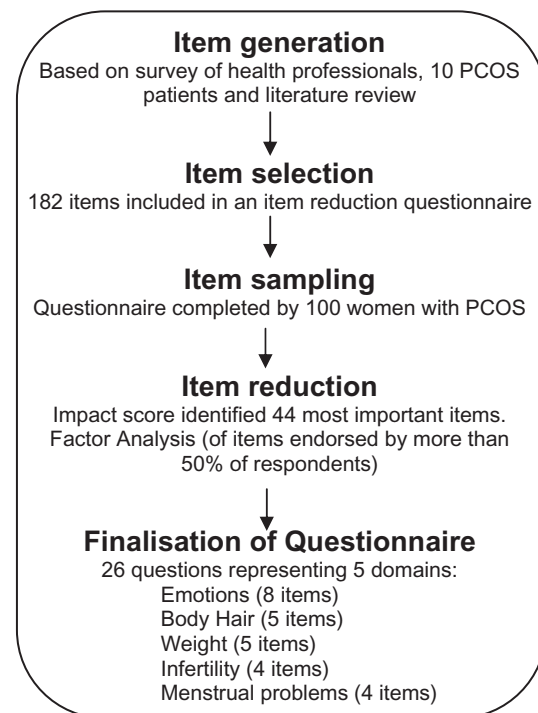 Item generation
Based on survey of health professionals, 10 PCOS
patients and literature review
Item selection
182 items included in an item reduction questionnaire
Item sampling
Questionnaire completed by 100 women with PCOS
Item reduction
Impact score identified 44 most important items.
Factor Analysis (of items endorsed by more than
50% of respondents)
Finalisation of Questionnaire
26 questions representing 5 domains:
Emotions (8 items)
Body Hair (5 items)
Weight (5 items)
Infertility (4 items)
Menstrual problems (4 items)